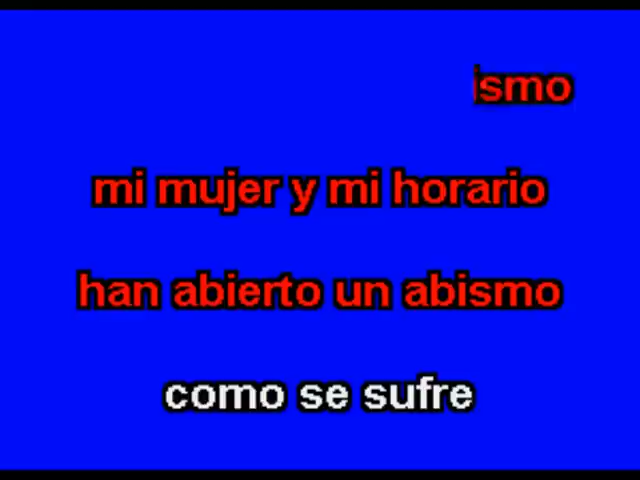 ismo
mi mujer y mi horario
han abierto un abismo
como se sufre